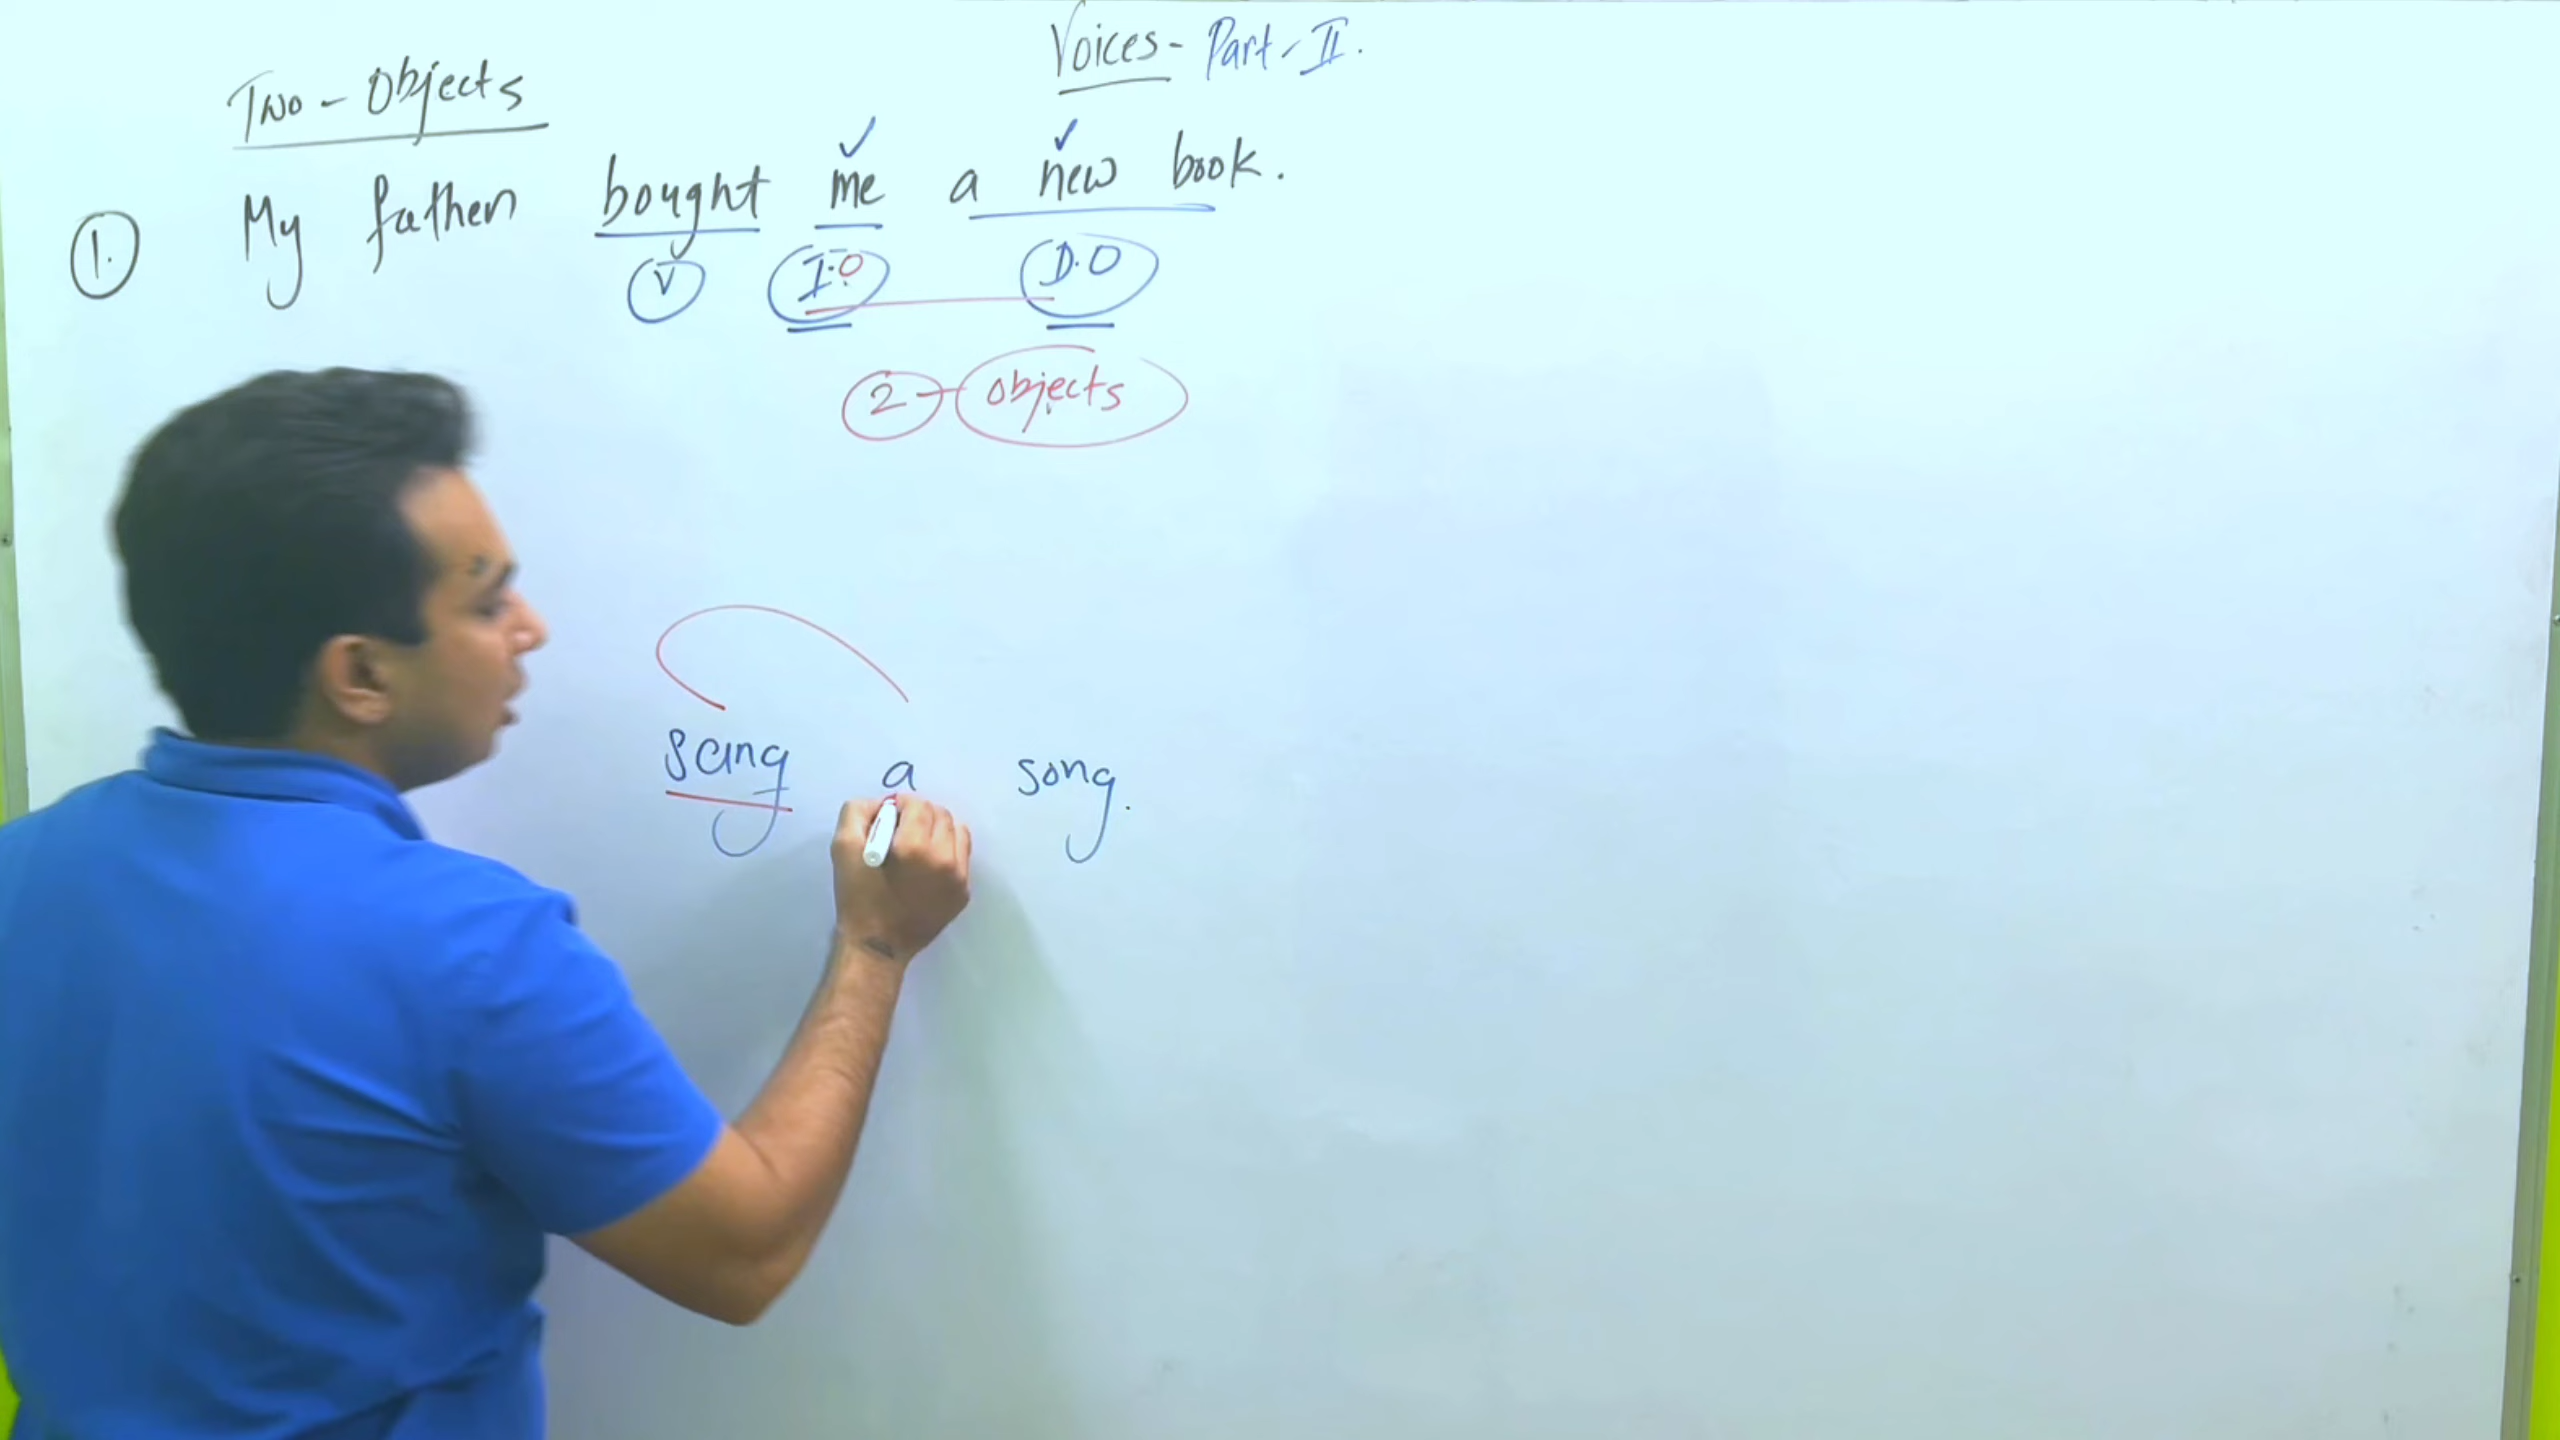 Voices - Part - II.
Two - Objects
1. My father bought me a new book.
V I.O D.O
2 - objects
sang a song.